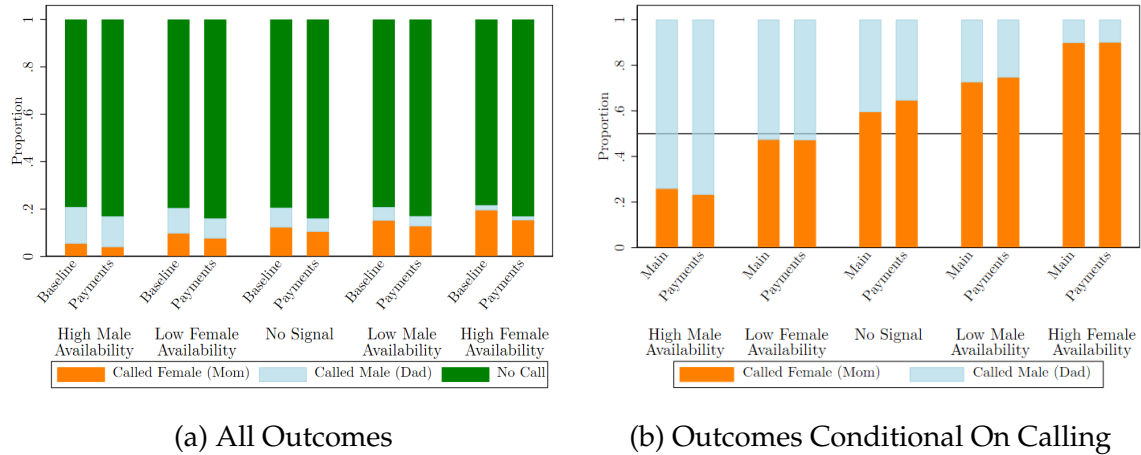 Proportion
1
.8
.6
.4
.2
0
Baseline Payments Baseline Payments Baseline Payments Baseline Payments Baseline Payments
High Male Availability
Low Female Availability
No Signal
Low Male Availability
High Female Availability
Called Female (Mom) Called Male (Dad) No Call
(a) All Outcomes
Proportion
1
.8
.6
.4
.2
0
Main Payments Main Payments Main Payments Main Payments Main Payments
High Male Availability
Low Female Availability
No Signal
Low Male Availability
High Female Availability
Called Female (Mom) Called Male (Dad)
(b) Outcomes Conditional On Calling